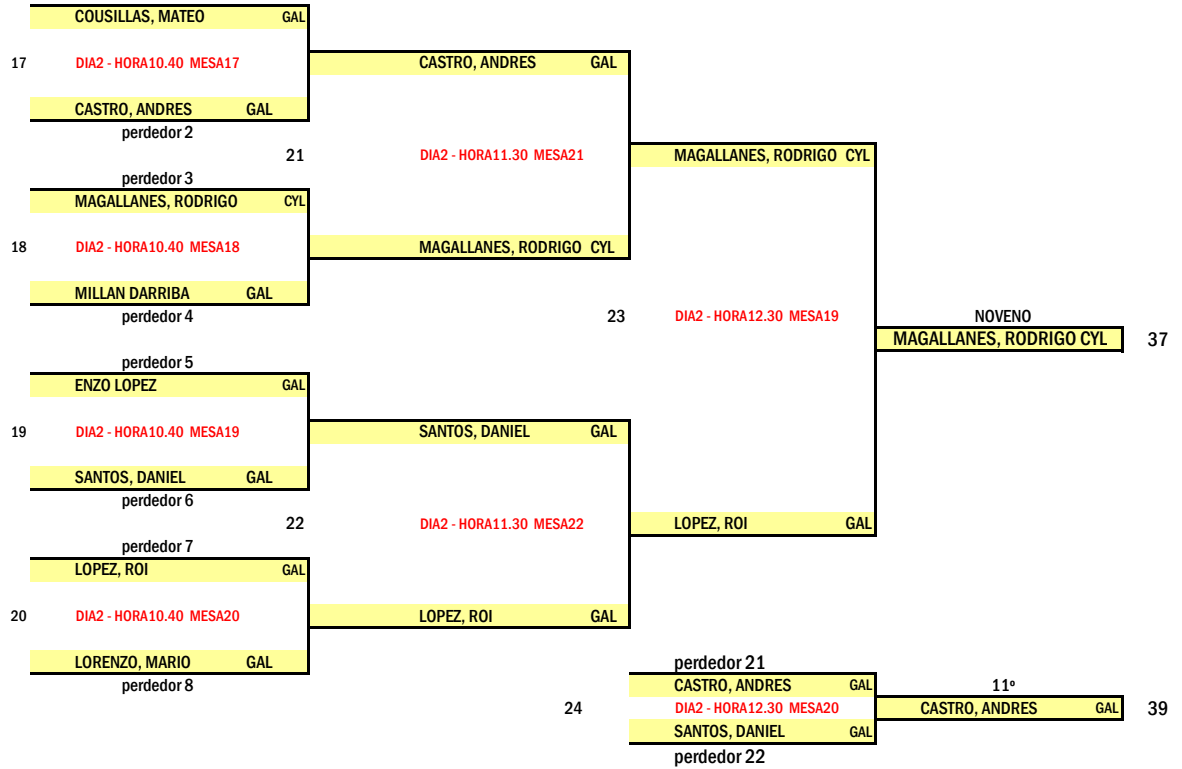 COUSILLAS, MATEO GAL
17 DIA2 - HORA10.40 MESA17 CASTRO, ANDRES GAL
CASTRO, ANDRES GAL
perdedor 2
21 DIA2 - HORA11.30 MESA21 MAGALLANES, RODRIGO CYL
perdedor 3
MAGALLANES, RODRIGO CYL
18 DIA2 - HORA10.40 MESA18 MAGALLANES, RODRIGO CYL
MILLAN DARRIBA GAL
perdedor 4 23 DIA2 - HORA12.30 MESA19 NOVENO
MAGALLANES, RODRIGO CYL 37
perdedor 5
ENZO LOPEZ GAL
19 DIA2 - HORA10.40 MESA19 SANTOS, DANIEL GAL
SANTOS, DANIEL GAL
perdedor 6
22 DIA2 - HORA11.30 MESA22 LOPEZ, ROI GAL
perdedor 7
LOPEZ, ROI GAL
20 DIA2 - HORA10.40 MESA20 LOPEZ, ROI GAL
LORENZO, MARIO GAL perdedor 21
perdedor 8 CASTRO, ANDRES GAL 11º
24 DIA2 - HORA12.30 MESA20 CASTRO, ANDRES GAL 39
SANTOS, DANIEL GAL
perdedor 22